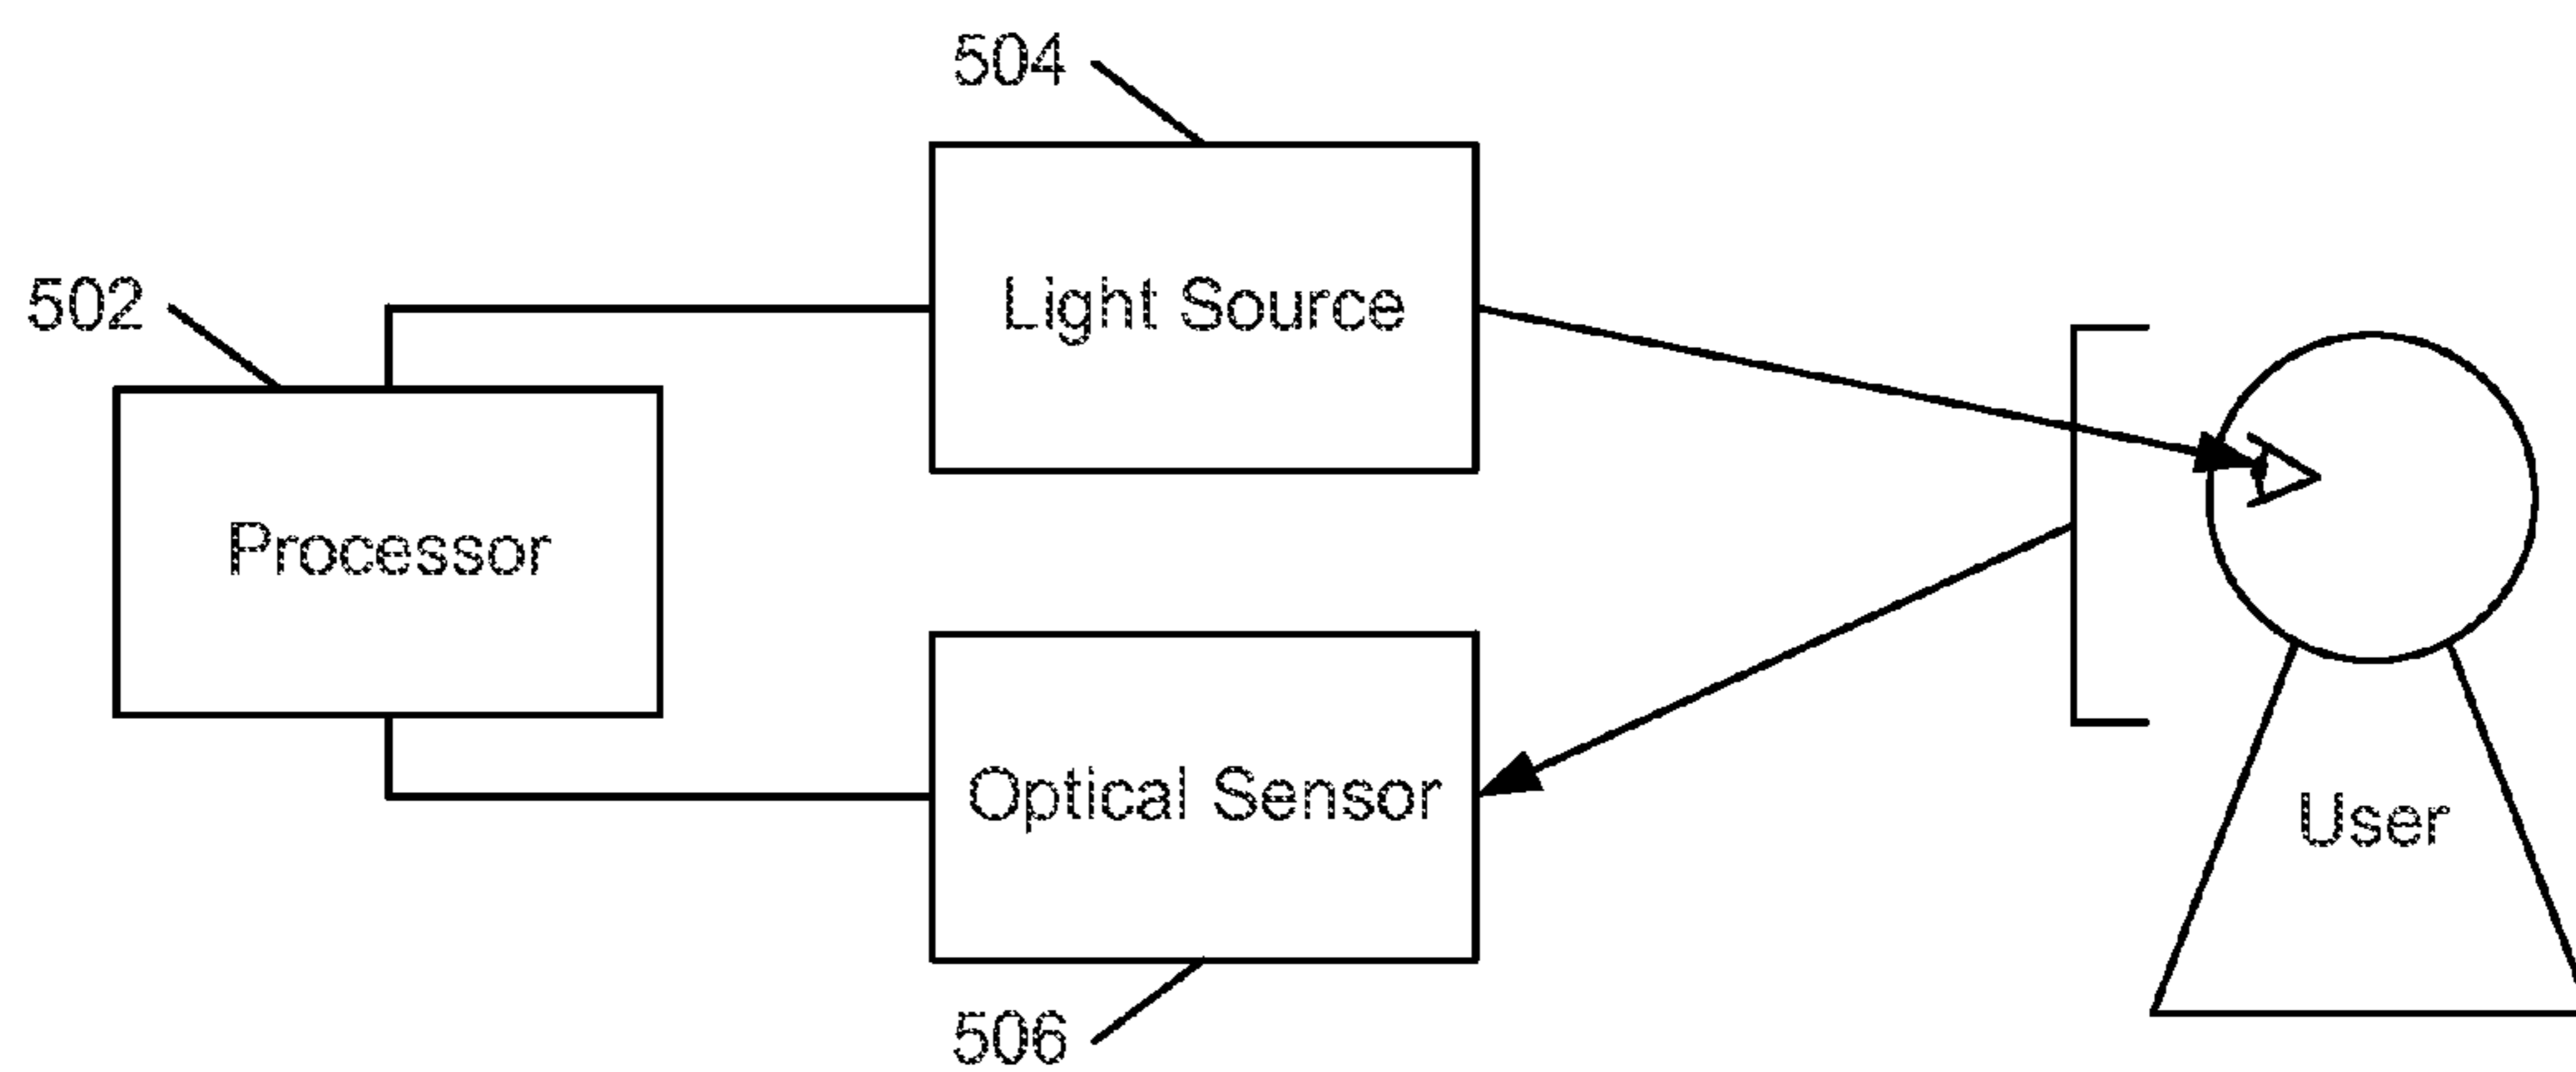 504
502
Light Source
Processor
Optical Sensor
User
506